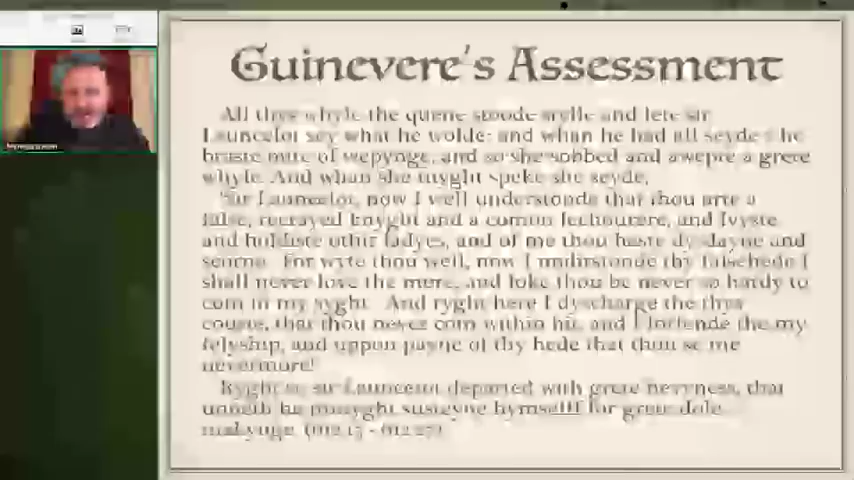 Guinevere's Assessment
All thys whyle the quene stoode stylle and lete sir
Launcelot sey what he wolde; and whan he had all seyde she
braste oute of wepynge, and so she sobbed and awepte a grete
whyle. And whan she myght speke she seyde,
'Sir Launcelot, now I well understonde that thou arte a
false, recrayed knyght and a comon lechourere, and lovyste
and holdiste othir ladyes, and of me thou haste dysdayne and
scorne. For wyte thou well, now I undirstonde thy falsehede I
shall never love the more, and loke thou be never so hardy to
com in my syght. And ryght here I dyscharge the thys
courte, that thou never com within hit, and I forfende the my
felyship, and uppon payne of thy hede that thou se me
nevermore!'
Ryght so sir Launcelot departed with grete hevynes, that
unneth he myght susteyne hymselff for grete dole
makynge. (612.15 - 612.27)